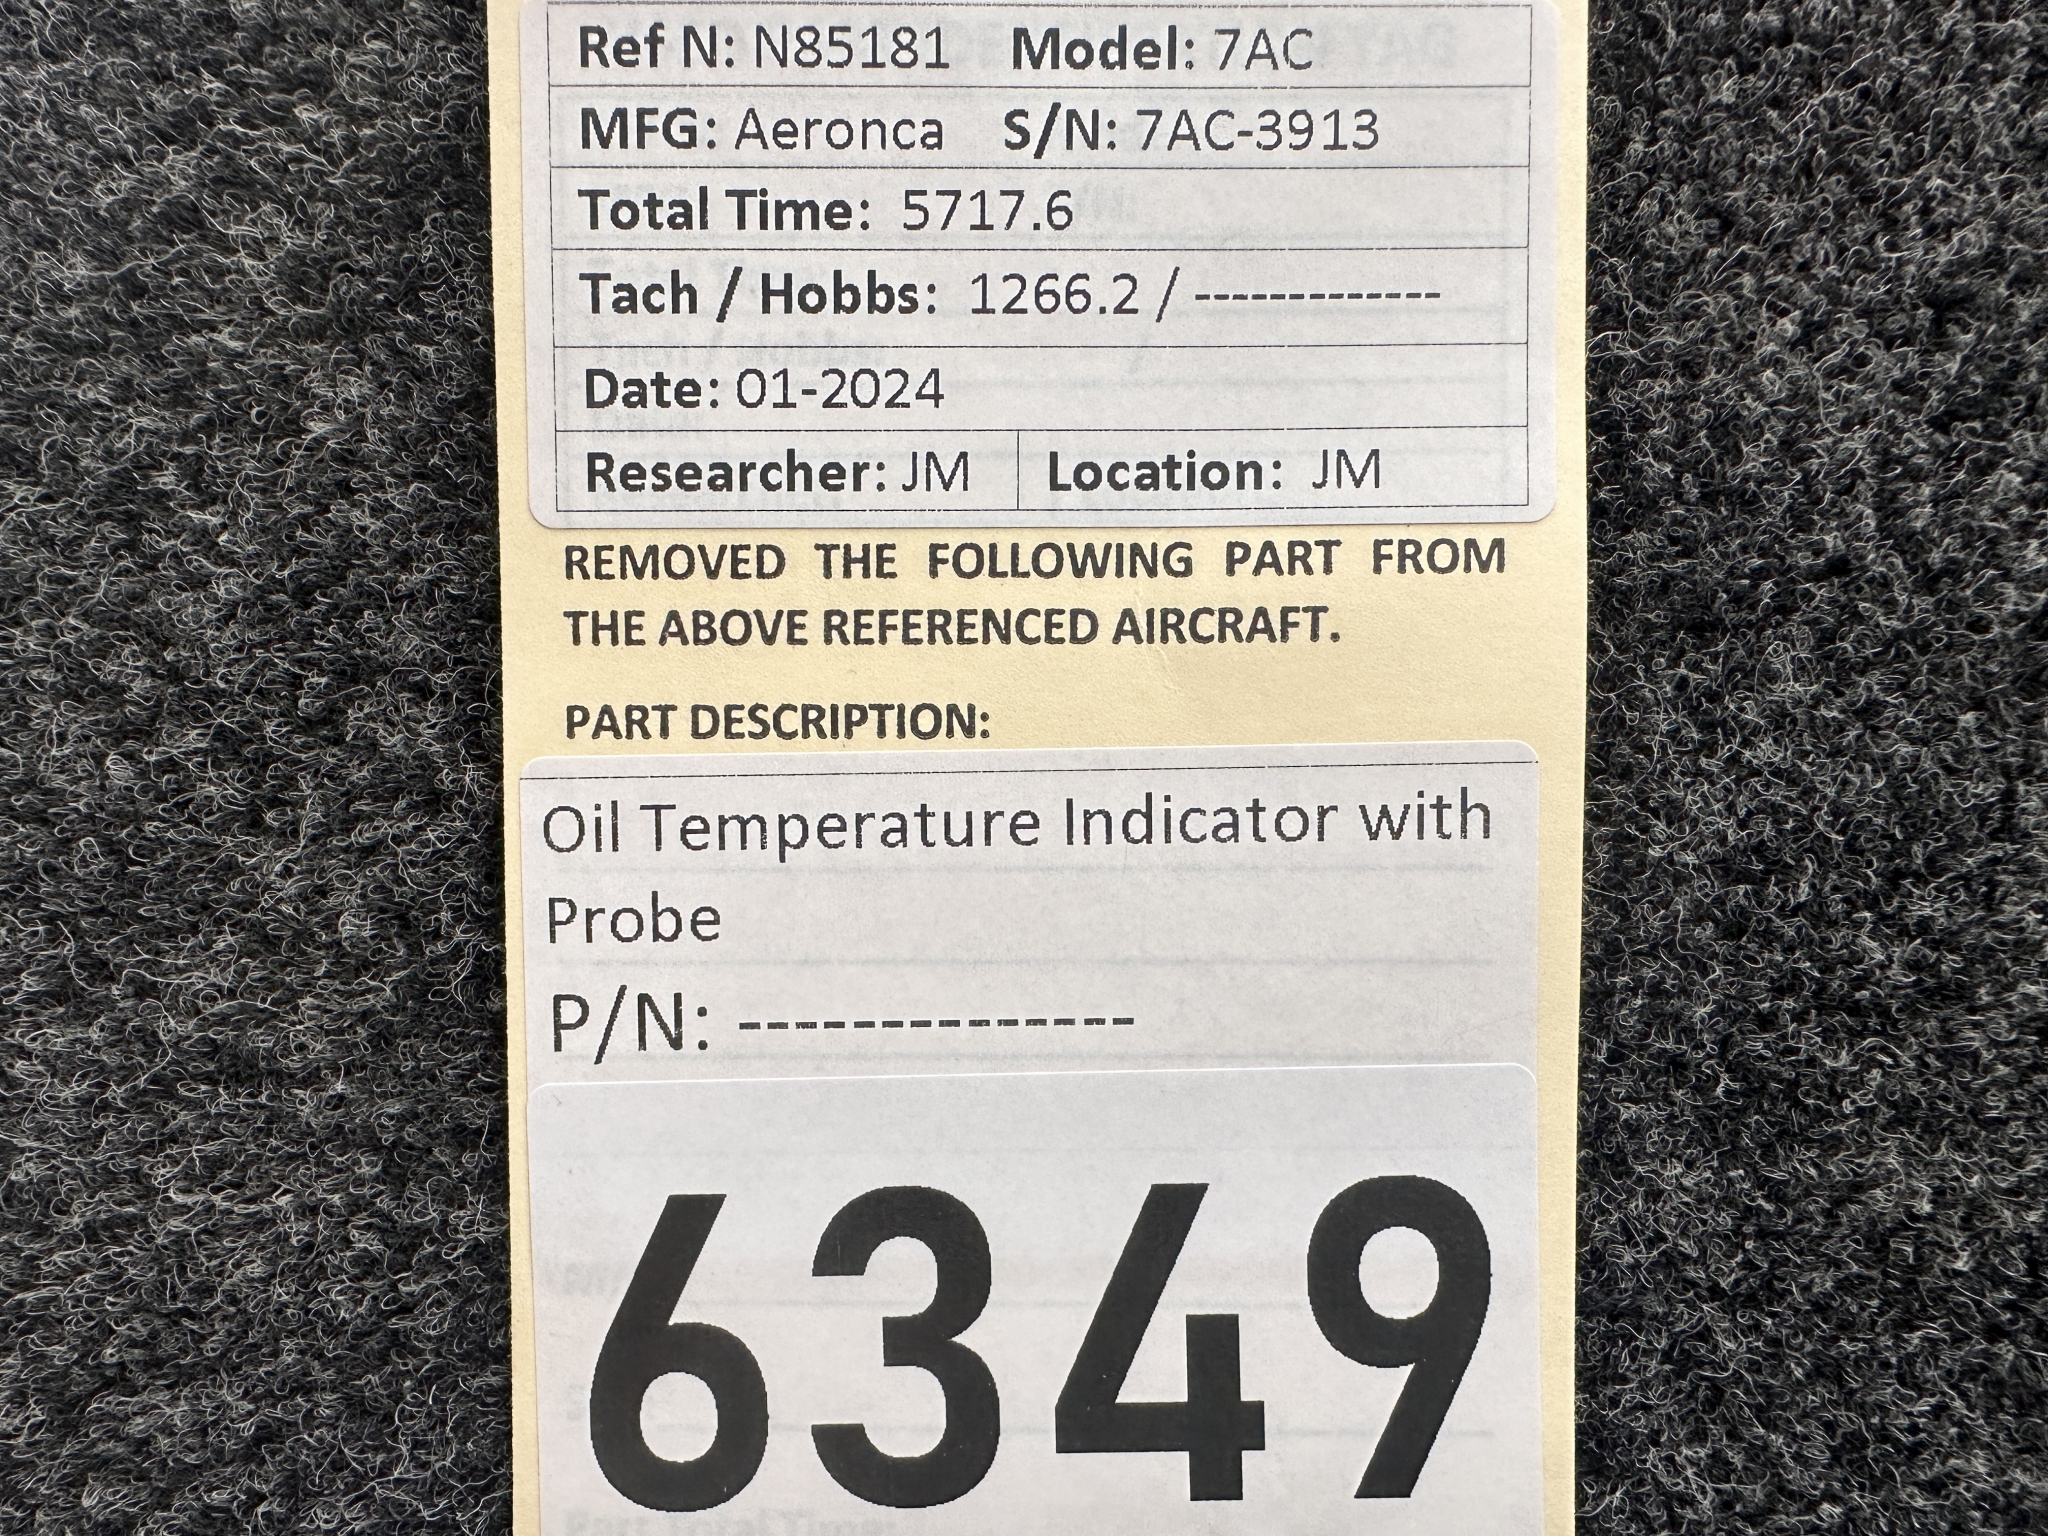 Ref N: N85181 Model: 7AC
MFG: Aeronca S/N: 7AC-3913
Total Time: 5717.6
Tach / Hobbs: 1266.2 / -------------
Date: 01-2024
Researcher: JM Location: JM
REMOVED THE FOLLOWING PART FROM
THE ABOVE REFERENCED AIRCRAFT.
PART DESCRIPTION:
Oil Temperature Indicator with
Probe
P/N: --------------
6349